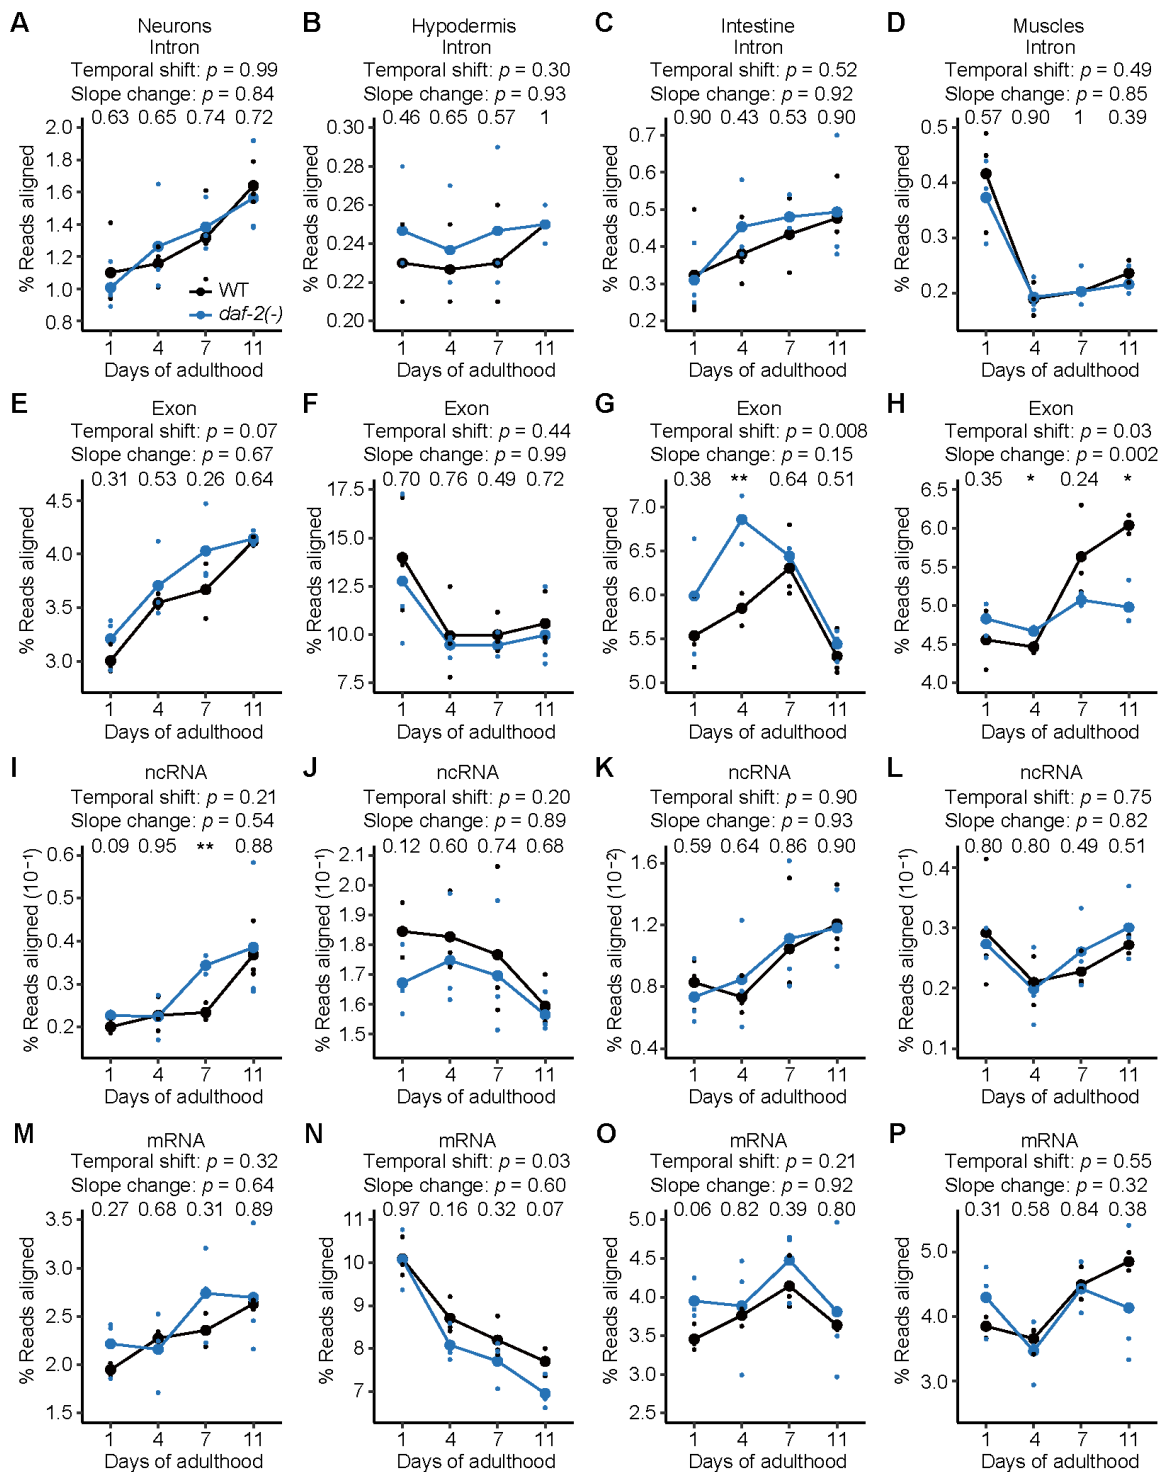 A
Neurons
Intron
Temporal shift: p = 0.99
Slope change: p = 0.84
0.63 0.65 0.74 0.72
% Reads aligned
2.0
1.8
1.6
1.4
1.2
1.0
0.8
WT
daf-2(-)
1 4 7 11
Days of adulthood
B
Hypodermis
Intron
Temporal shift: p = 0.30
Slope change: p = 0.93
0.46 0.65 0.57 1
% Reads aligned
0.30
0.28
0.26
0.24
0.22
0.20
1 4 7 11
Days of adulthood
C
Intestine
Intron
Temporal shift: p = 0.52
Slope change: p = 0.92
0.90 0.43 0.53 0.90
% Reads aligned
0.7
0.6
0.5
0.4
0.3
0.2
1 4 7 11
Days of adulthood
D
Muscles
Intron
Temporal shift: p = 0.49
Slope change: p = 0.85
0.57 0.90 1 0.39
% Reads aligned
0.5
0.4
0.3
0.2
1 4 7 11
Days of adulthood
E
Exon
Temporal shift: p = 0.07
Slope change: p = 0.67
0.31 0.53 0.26 0.64
% Reads aligned
4.5
4.0
3.5
3.0
1 4 7 11
Days of adulthood
F
Exon
Temporal shift: p = 0.44
Slope change: p = 0.99
0.70 0.76 0.49 0.72
% Reads aligned
17.5
15.0
12.5
10.0
7.5
1 4 7 11
Days of adulthood
G
Exon
Temporal shift: p = 0.008
Slope change: p = 0.15
0.38 ** 0.64 0.51
% Reads aligned
7.0
6.5
6.0
5.5
5.0
1 4 7 11
Days of adulthood
H
Exon
Temporal shift: p = 0.03
Slope change: p = 0.002
0.35 * 0.24 *
% Reads aligned
6.5
6.0
5.5
5.0
4.5
4.0
1 4 7 11
Days of adulthood
I
ncRNA
Temporal shift: p = 0.21
Slope change: p = 0.54
0.09 0.95 ** 0.88
% Reads aligned (10⁻¹)
0.6
0.5
0.4
0.3
0.2
1 4 7 11
Days of adulthood
J
ncRNA
Temporal shift: p = 0.20
Slope change: p = 0.89
0.12 0.60 0.74 0.68
% Reads aligned (10⁻¹)
2.1
2.0
1.9
1.8
1.7
1.6
1.5
1 4 7 11
Days of adulthood
K
ncRNA
Temporal shift: p = 0.90
Slope change: p = 0.93
0.59 0.64 0.86 0.90
% Reads aligned (10⁻²)
1.6
1.2
0.8
0.4
1 4 7 11
Days of adulthood
L
ncRNA
Temporal shift: p = 0.75
Slope change: p = 0.82
0.80 0.80 0.49 0.51
% Reads aligned (10⁻¹)
0.4
0.3
0.2
0.1
1 4 7 11
Days of adulthood
M
mRNA
Temporal shift: p = 0.32
Slope change: p = 0.64
0.27 0.68 0.31 0.89
% Reads aligned
3.5
3.0
2.5
2.0
1.5
1 4 7 11
Days of adulthood
N
mRNA
Temporal shift: p = 0.03
Slope change: p = 0.60
0.97 0.16 0.32 0.07
% Reads aligned
11
10
9
8
7
1 4 7 11
Days of adulthood
O
mRNA
Temporal shift: p = 0.21
Slope change: p = 0.92
0.06 0.82 0.39 0.80
% Reads aligned
5.0
4.5
4.0
3.5
3.0
2.5
1 4 7 11
Days of adulthood
P
mRNA
Temporal shift: p = 0.55
Slope change: p = 0.32
0.31 0.58 0.84 0.38
% Reads aligned
5.0
4.0
3.0
1 4 7 11
Days of adulthood